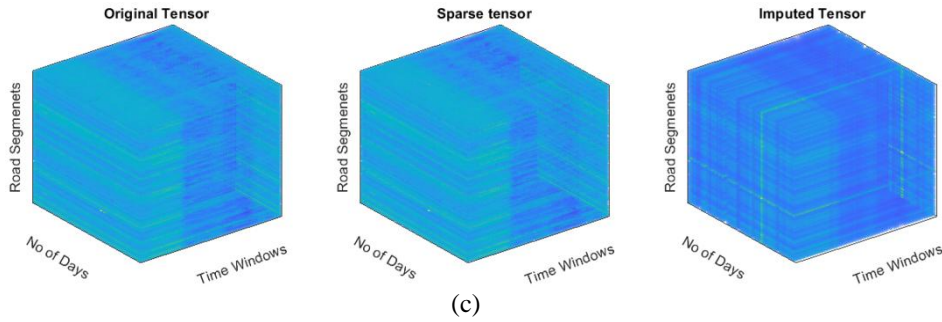 Original Tensor
Sparse tensor
Imputed Tensor
Road Segmenets
No of Days
Time Windows
Road Segmenets
No of Days
Time Windows
Road Segmenets
No of Days
Time Windows
(c)